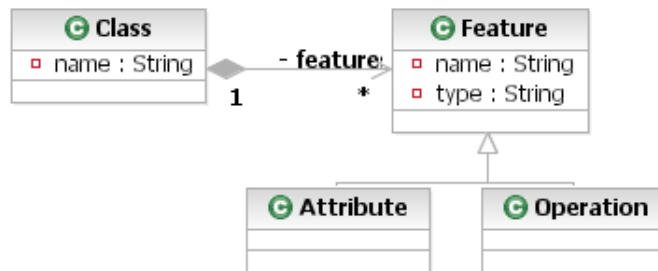 C Class
name : String
1
- feature
*
C Feature
name : String
type : String
C Attribute
C Operation